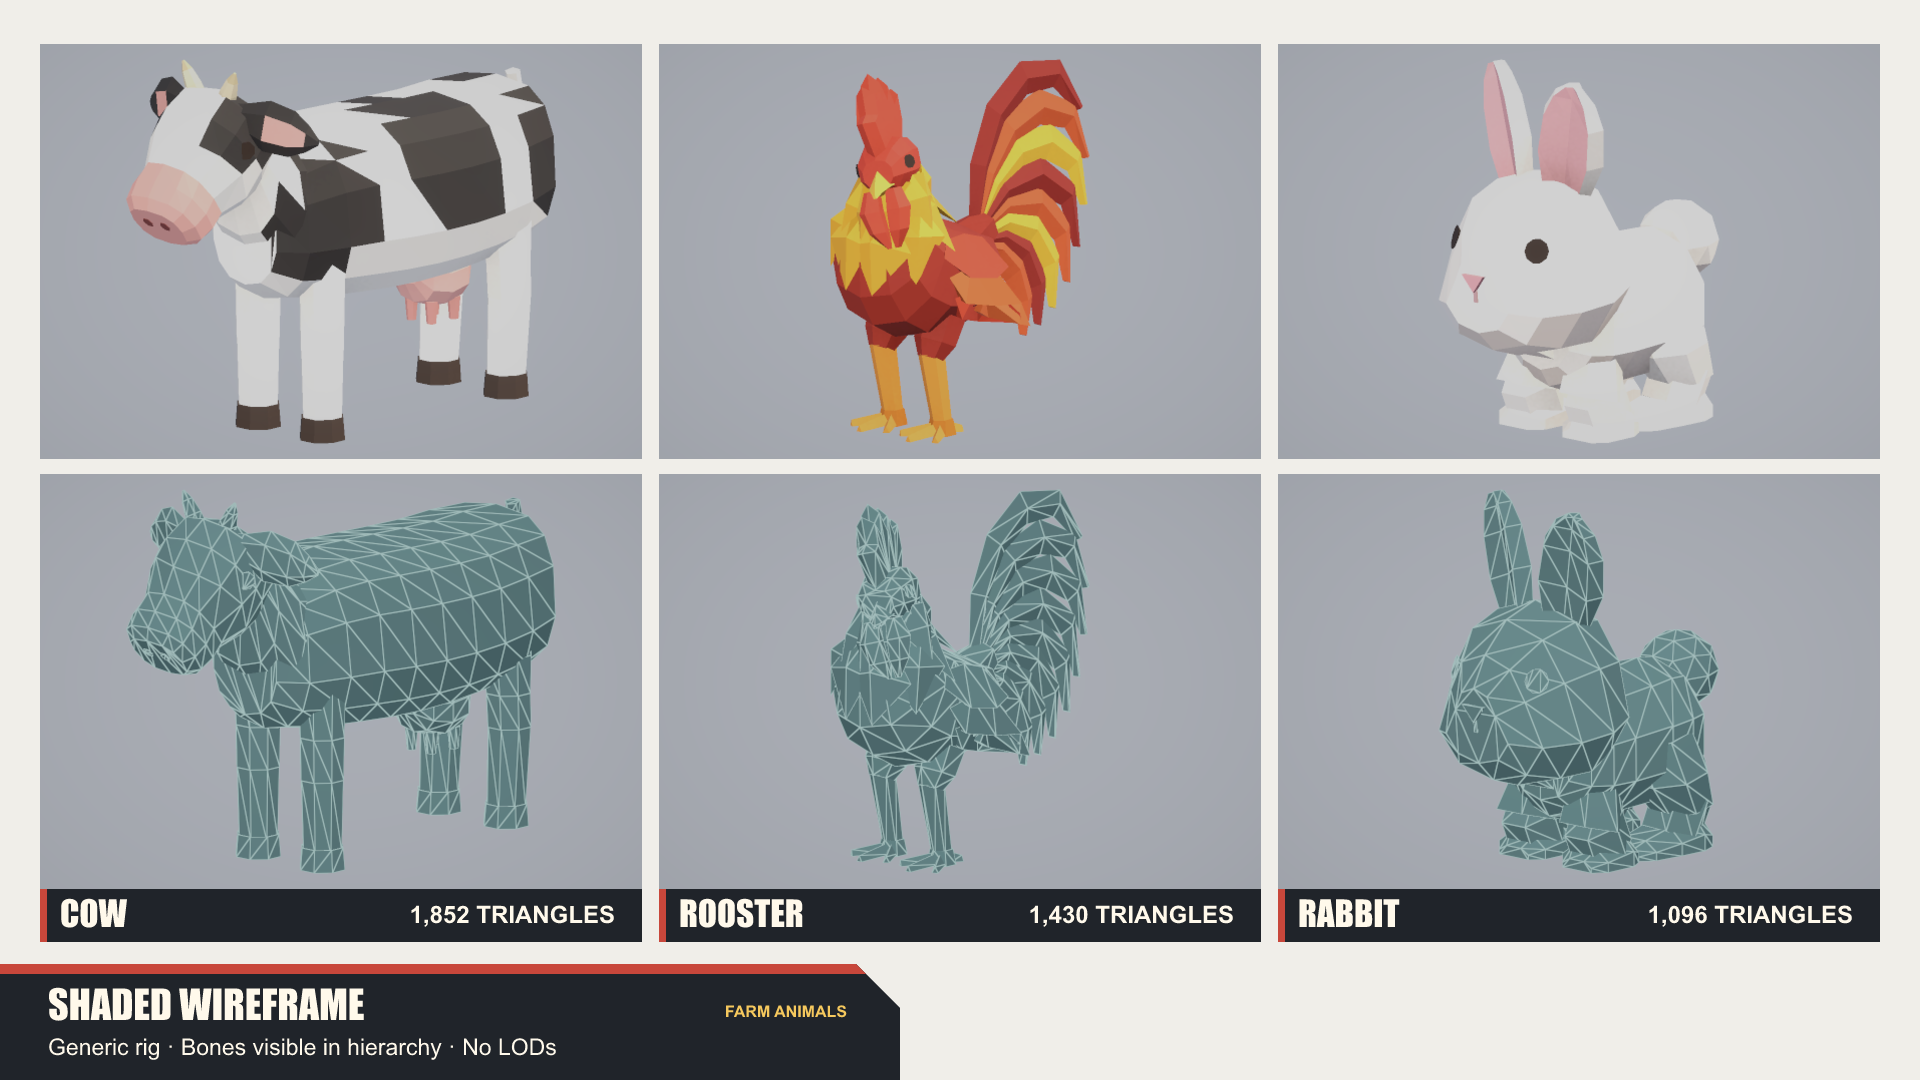 COW
1,852 TRIANGLES
ROOSTER
1,430 TRIANGLES
RABBIT
1,096 TRIANGLES
SHADED WIREFRAME
FARM ANIMALS
Generic rig · Bones visible in hierarchy · No LODs